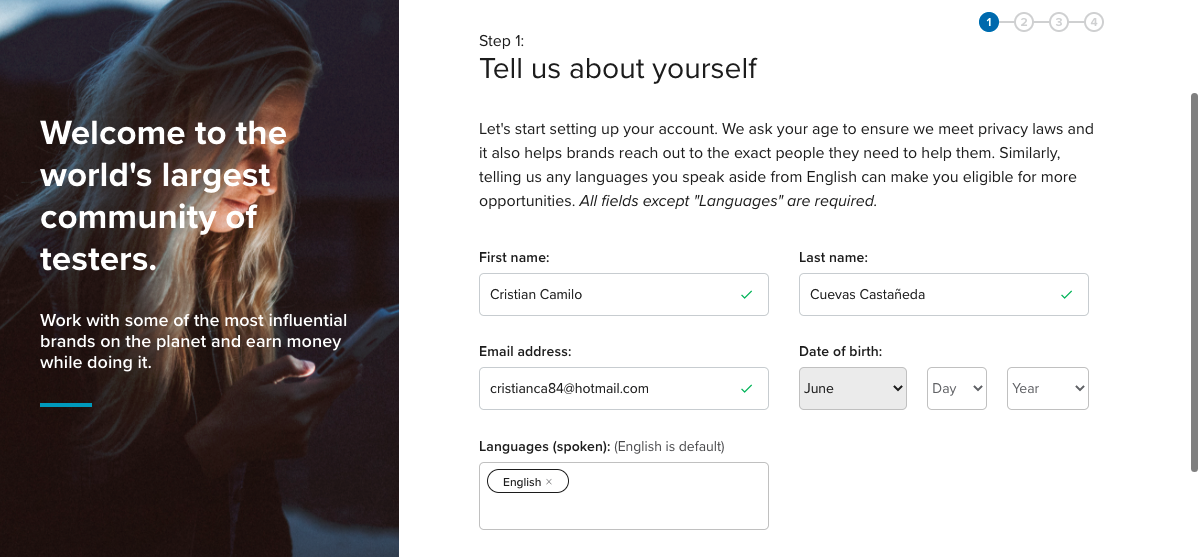 Welcome to the
world's largest
community of
testers.
Work with some of the most influential
brands on the planet and earn money
while doing it.
1 2 3 4
Step 1:
Tell us about yourself
Let's start setting up your account. We ask your age to ensure we meet privacy laws and
it also helps brands reach out to the exact people they need to help them. Similarly,
telling us any languages you speak aside from English can make you eligible for more
opportunities. All fields except "Languages" are required.
First name:
Last name:
Cristian Camilo
Cuevas Castañeda
Email address:
Date of birth:
cristianca84@hotmail.com
June Day Year
Languages (spoken): (English is default)
English ×